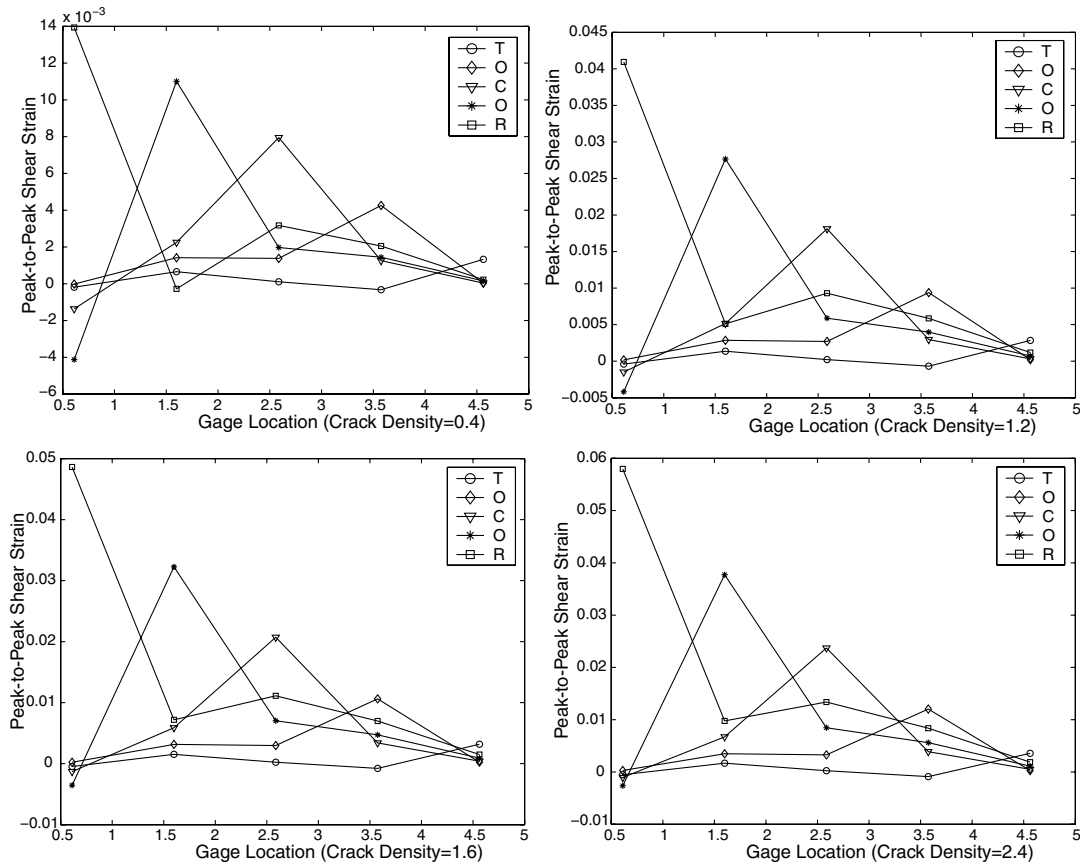 x 10⁻³
14
12
10
8
6
4
2
0
−2
−4
−6
Peak-to-Peak Shear Strain
T
O
C
O
R
0.5 1 1.5 2 2.5 3 3.5 4 4.5 5
Gage Location (Crack Density=0.4)
0.045
0.04
0.035
0.03
0.025
0.02
0.015
0.01
0.005
0
−0.005
Peak-to-Peak Shear Strain
T
O
C
O
R
0.5 1 1.5 2 2.5 3 3.5 4 4.5 5
Gage Location (Crack Density=1.2)
0.05
0.04
0.03
0.02
0.01
0
−0.01
Peak-to-Peak Shear Strain
T
O
C
O
R
0.5 1 1.5 2 2.5 3 3.5 4 4.5 5
Gage Location (Crack Density=1.6)
0.06
0.05
0.04
0.03
0.02
0.01
0
−0.01
Peak-to-Peak Shear Strain
T
O
C
O
R
0.5 1 1.5 2 2.5 3 3.5 4 4.5 5
Gage Location (Crack Density=2.4)